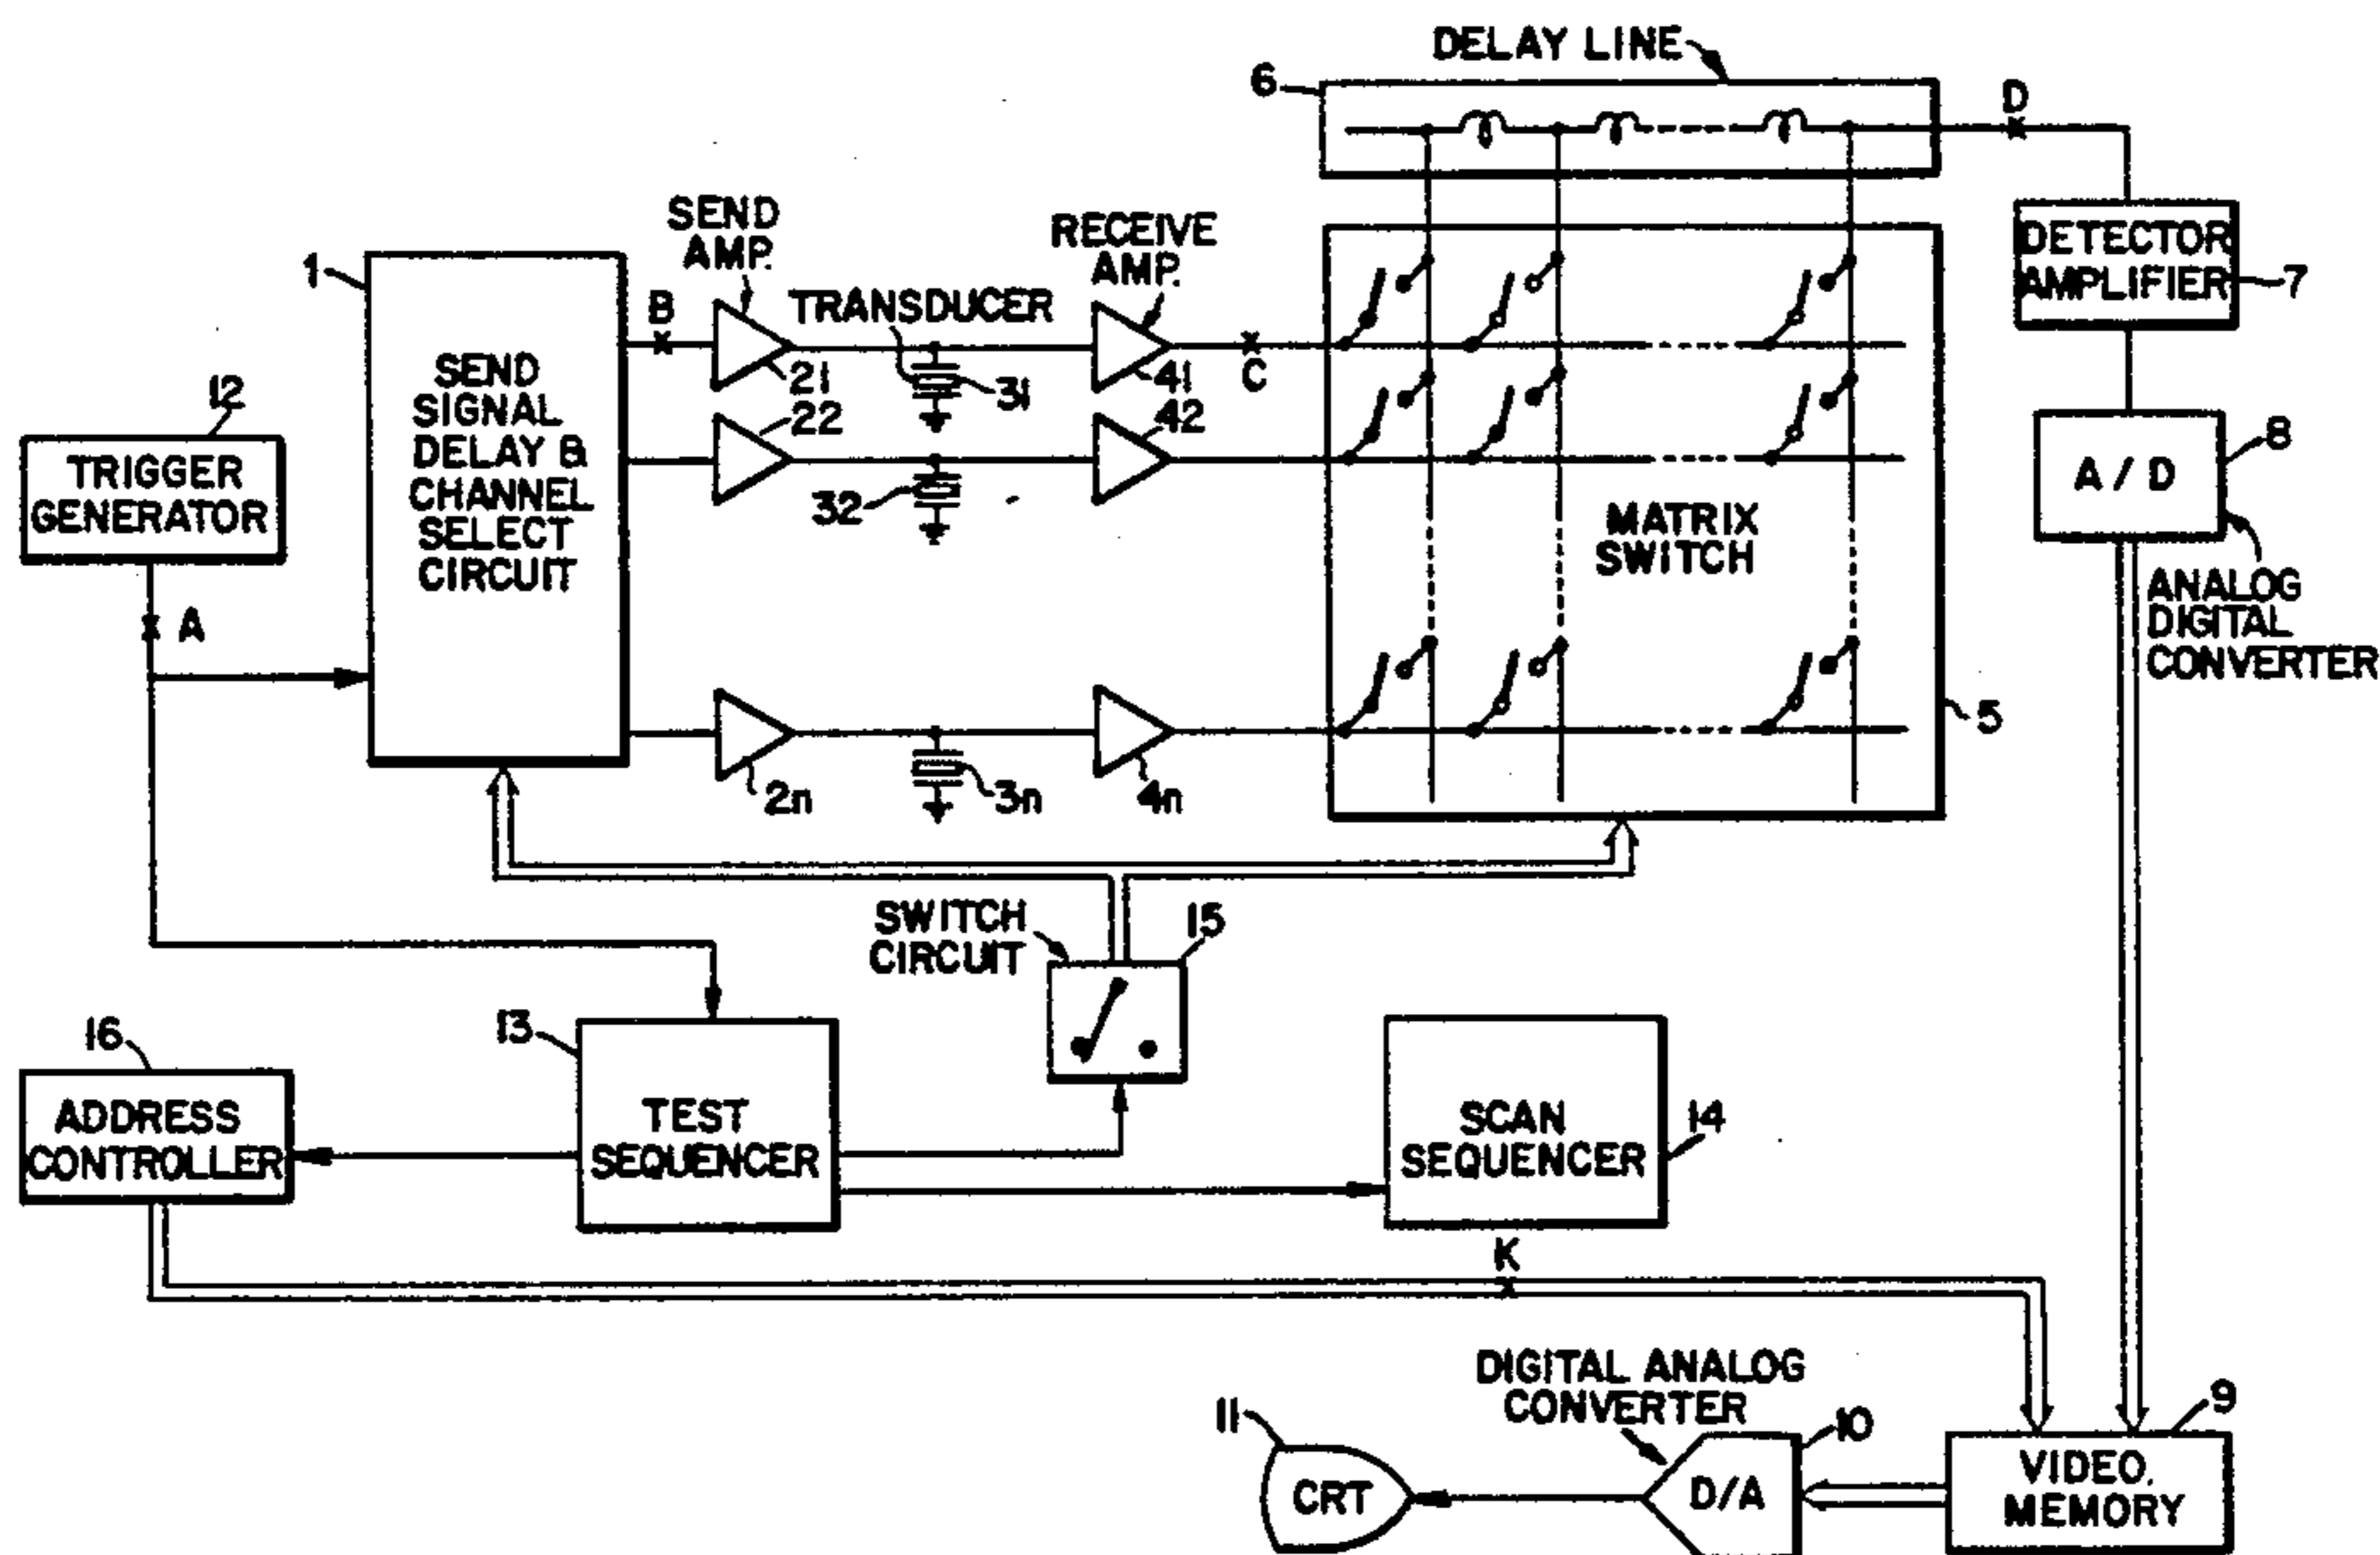 DELAY LINE
6
D
SEND
AMP.
RECEIVE
AMP.
DETECTOR
AMPLIFIER
7
1
B
TRANSDUCER
21
31
41
C
12
SEND
SIGNAL
DELAY &
CHANNEL
SELECT
CIRCUIT
22
32
42
A / D
8
TRIGGER
GENERATOR
MATRIX
SWITCH
ANALOG
DIGITAL
CONVERTER
A
2n
3n
4n
5
SWITCH
CIRCUIT
15
16
13
ADDRESS
CONTROLLER
TEST
SEQUENCER
SCAN
SEQUENCER
14
K
DIGITAL ANALOG
CONVERTER
11
10
9
CRT
D/A
VIDEO.
MEMORY